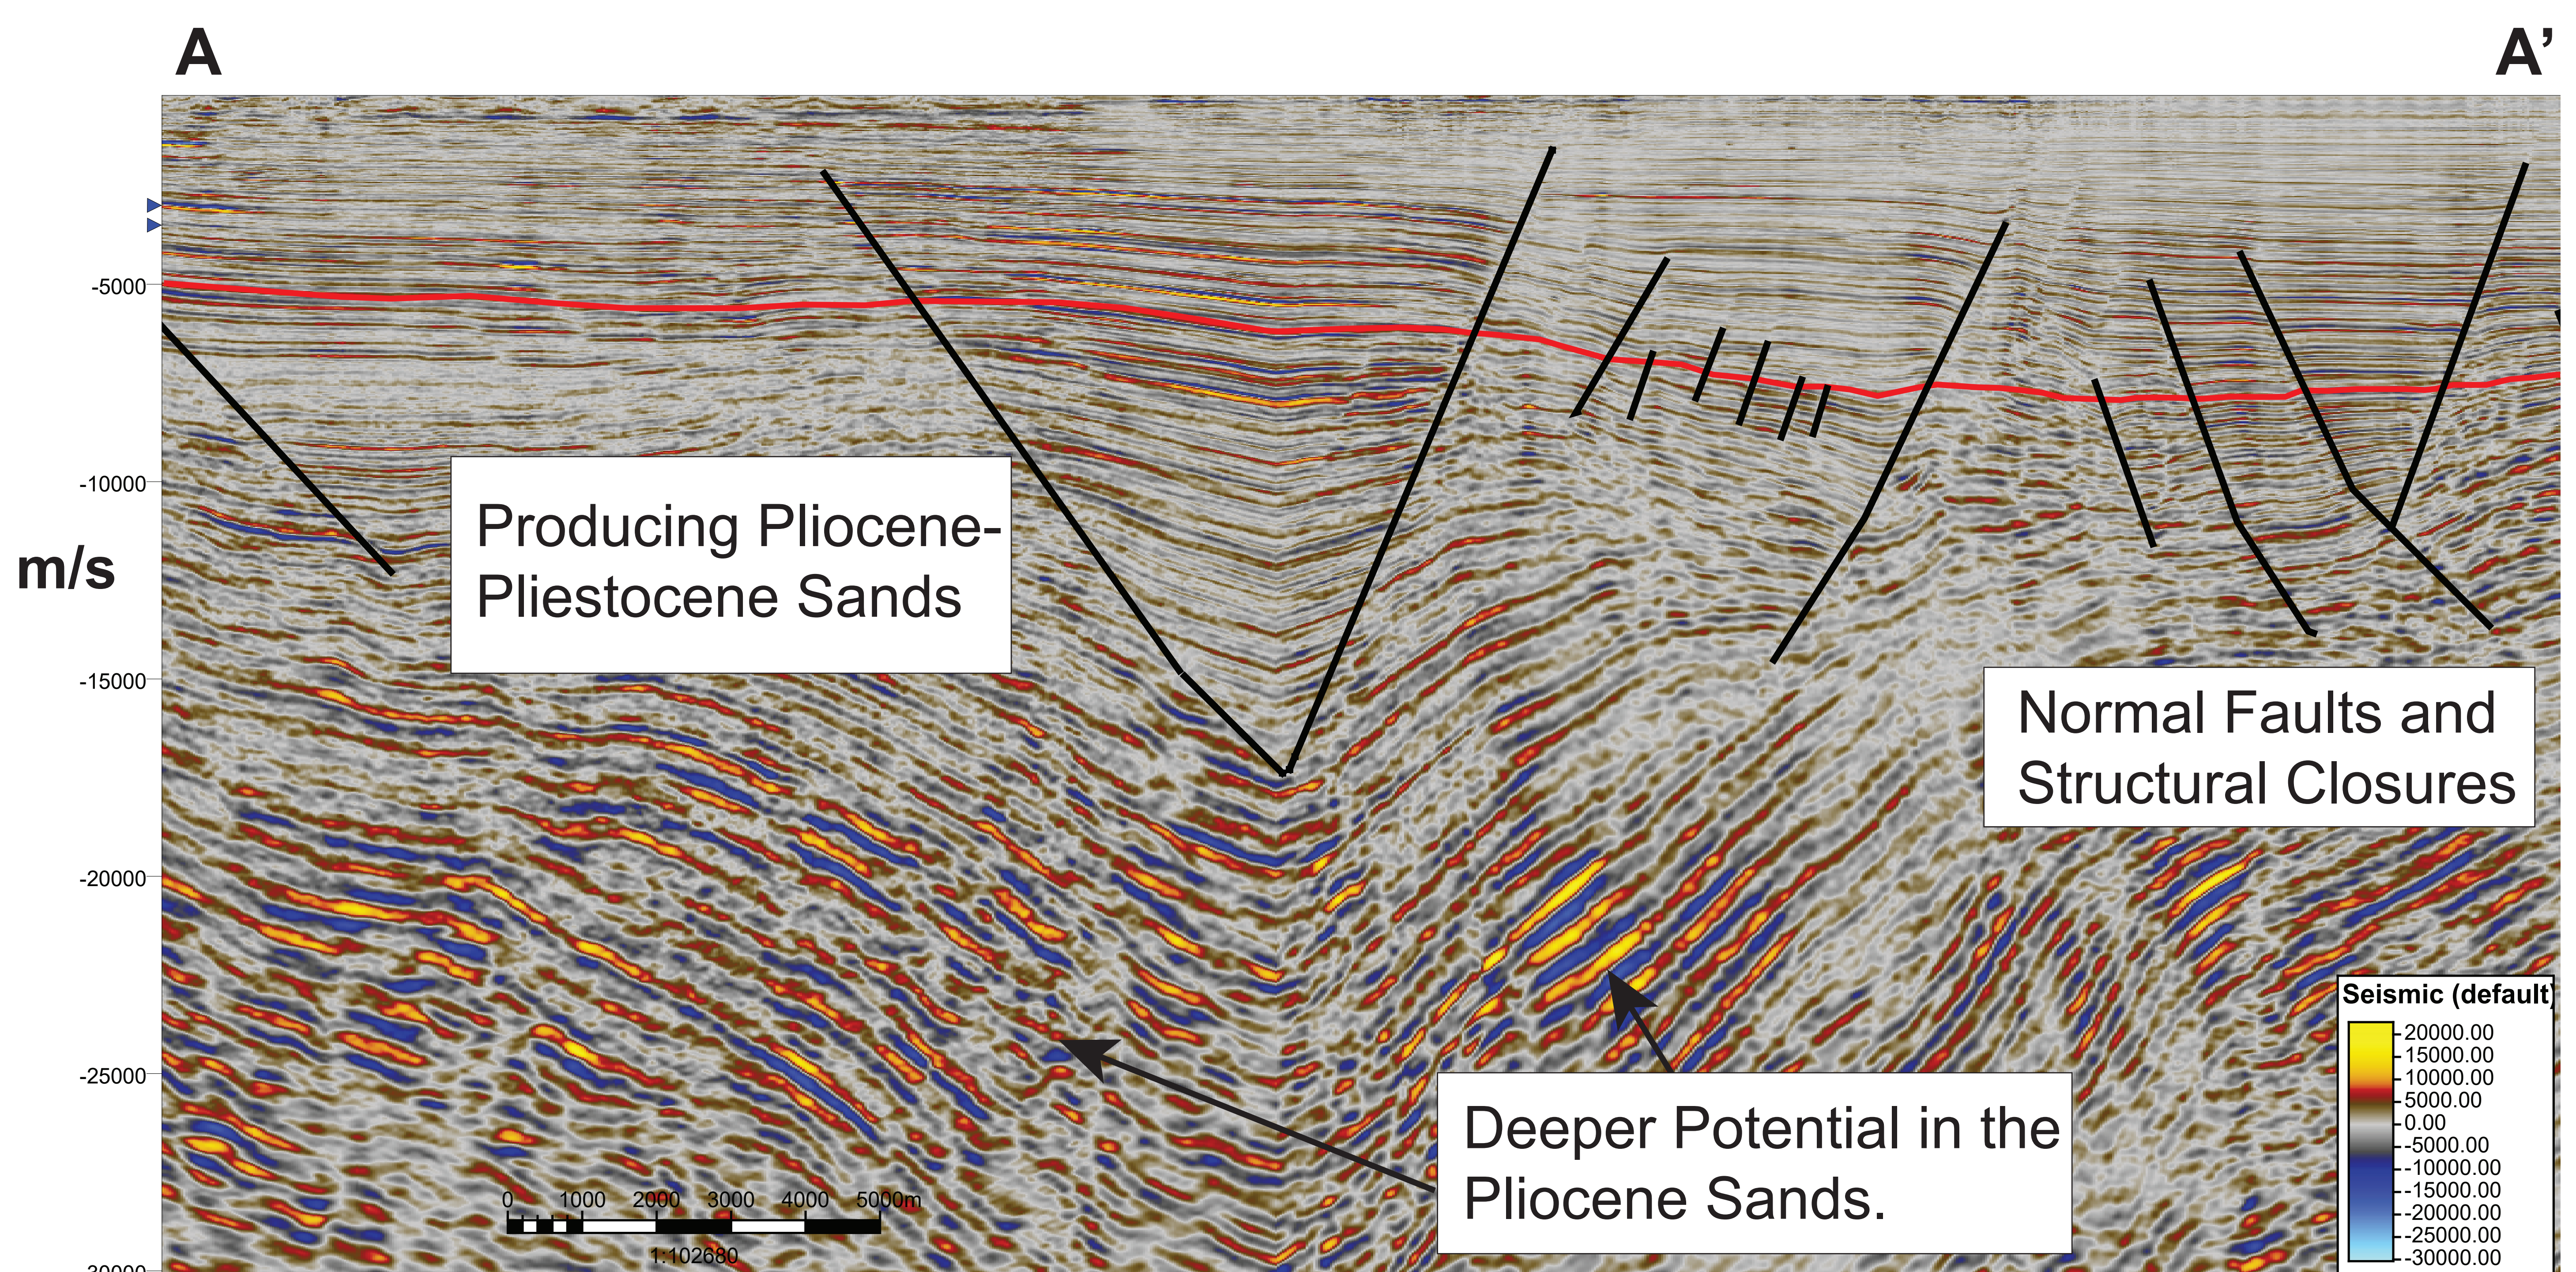 A
A’
-5000
-10000
m/s
-15000
-20000
-25000
-30000
Producing Pliocene-
Pliestocene Sands
Normal Faults and
Structural Closures
Deeper Potential in the
Pliocene Sands.
0 1000 2000 3000 4000 5000m
1:102680
Seismic (default)
20000.00
15000.00
10000.00
5000.00
0.00
-5000.00
-10000.00
-15000.00
-20000.00
-25000.00
-30000.00